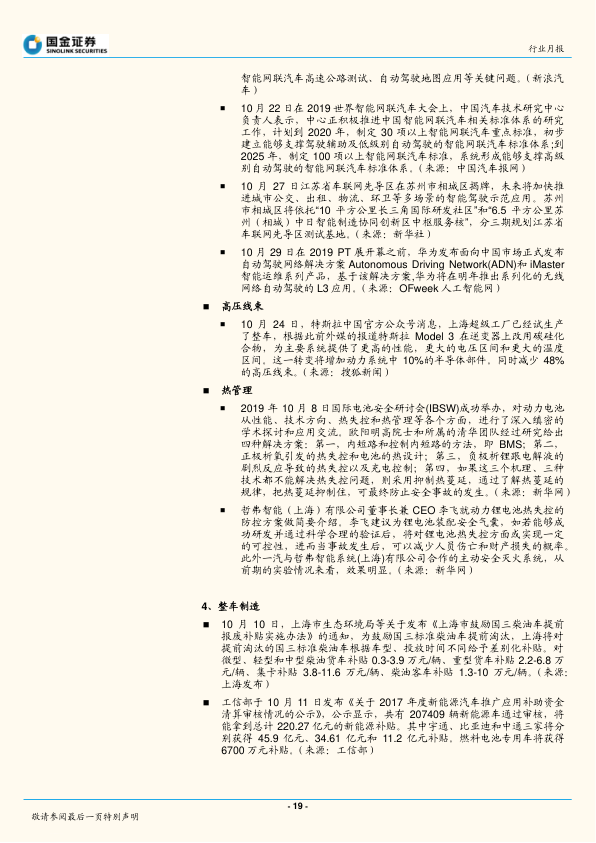 国金证券
SINOLINK SECURITIES
行业月报
智能网联汽车高速公路测试、自动驾驶地图应用等关键问题。（新浪汽
车）
■ 10 月 22 日在 2019 世界智能网联汽车大会上，中国汽车技术研究中心
负责人表示，中心正积极推进中国智能网联汽车相关标准体系的研究
工作，计划到 2020 年，制定 30 项以上智能网联汽车重点标准，初步
建立能够支撑驾驶辅助及低级别自动驾驶的智能网联汽车标准体系;到
2025 年，制定 100 项以上智能网联汽车标准，系统形成能够支撑高级
别自动驾驶的智能网联汽车标准体系。（来源：中国汽车报网）
■ 10 月 27 日江苏省车联网先导区在苏州市相城区揭牌，未来将加快推
进城市公交、出租、物流、环卫等多场景的智能驾驶示范应用。苏州
市相城区将依托“10 平方公里长三角国际研发社区”和“6.5 平方公里苏
州（相城）中日智能制造协同创新区中枢服务核”，分三期规划江苏省
车联网先导区测试基地。（来源：新华社）
■ 10 月 29 日在 2019 PT 展开幕之前，华为发布面向中国市场正式发布
自动驾驶网络解决方案 Autonomous Driving Network(ADN)和 iMaster
智能运维系列产品，基于该解决方案,华为将在明年推出系列化的无线
网络自动驾驶的 L3 应用。（来源：OFweek 人工智能网）
■ 高压线束
■ 10 月 24 日，特斯拉中国官方公众号消息，上海超级工厂已经试生产
了整车，根据此前外媒的报道特斯拉 Model 3 在逆变器上改用碳硅化
合物，为主要系统提供了更高的性能，更大的电压区间和更大的温度
区间。这一转变将增加动力系统中 10%的半导体部件，同时减少 48%
的高压线束。（来源：搜狐新闻）
■ 热管理
■ 2019 年 10 月 8 日国际电池安全研讨会(IBSW)成功举办，对动力电池
从性能、技术方向、热失控和热管理等各个方面，进行了深入缜密的
学术探讨和应用交流。欧阳明高院士和所属的清华团队经过研究给出
四种解决方案：第一，内短路和控制内短路的方法，即 BMS；第二，
正极析氧引发的热失控和电池的热设计；第三，负极析锂跟电解液的
剧烈反应导致的热失控以及充电控制；第四，如果这三个机理、三种
技术都不能解决热失控问题，则采用抑制热蔓延，通过了解热蔓延的
规律，把热蔓延抑制住，可最终防止安全事故的发生。（来源：新华网）
■ 哲弗智能（上海）有限公司董事长兼 CEO 李飞就动力锂电池热失控的
防控方案做简要介绍。李飞建议为锂电池装配安全气囊，如若能够成
功研发并通过科学合理的验证后，将对锂电池热失控方面或实现一定
的可控性，进而当事故发生后，可以减少人员伤亡和财产损失的概率。
此外一汽与哲弗智能系统(上海)有限公司合作的主动安全灭火系统，从
前期的实验情况来看，效果明显。（来源：新华网）
4、整车制造
■ 10 月 10 日，上海市生态环境局等关于发布《上海市鼓励国三柴油车提前
报废补贴实施办法》的通知，为鼓励国三标准柴油车提前淘汰，上海将对
提前淘汰的国三标准柴油车根据车型、投放时间不同给予差别化补贴。对
微型、轻型和中型柴油货车补贴 0.3-3.9 万元/辆、重型货车补贴 2.2-6.8 万
元/辆、集卡补贴 3.8-11.6 万元/辆、柴油客车补贴 1.3-10 万元/辆。（来源：
上海发布）
■ 工信部于 10 月 11 日发布《关于 2017 年度新能源汽车推广应用补助资金
清算审核情况的公示》，公示显示，共有 207409 辆新能源车通过审核，将
能拿到总计 220.27 亿元的新能源补贴。其中宇通、比亚迪和中通三家将分
别获得 45.9 亿元、34.61 亿元和 11.2 亿元补贴。燃料电池专用车将获得
6700 万元补贴。（来源：工信部）
- 19 -
敬请参阅最后一页特别声明